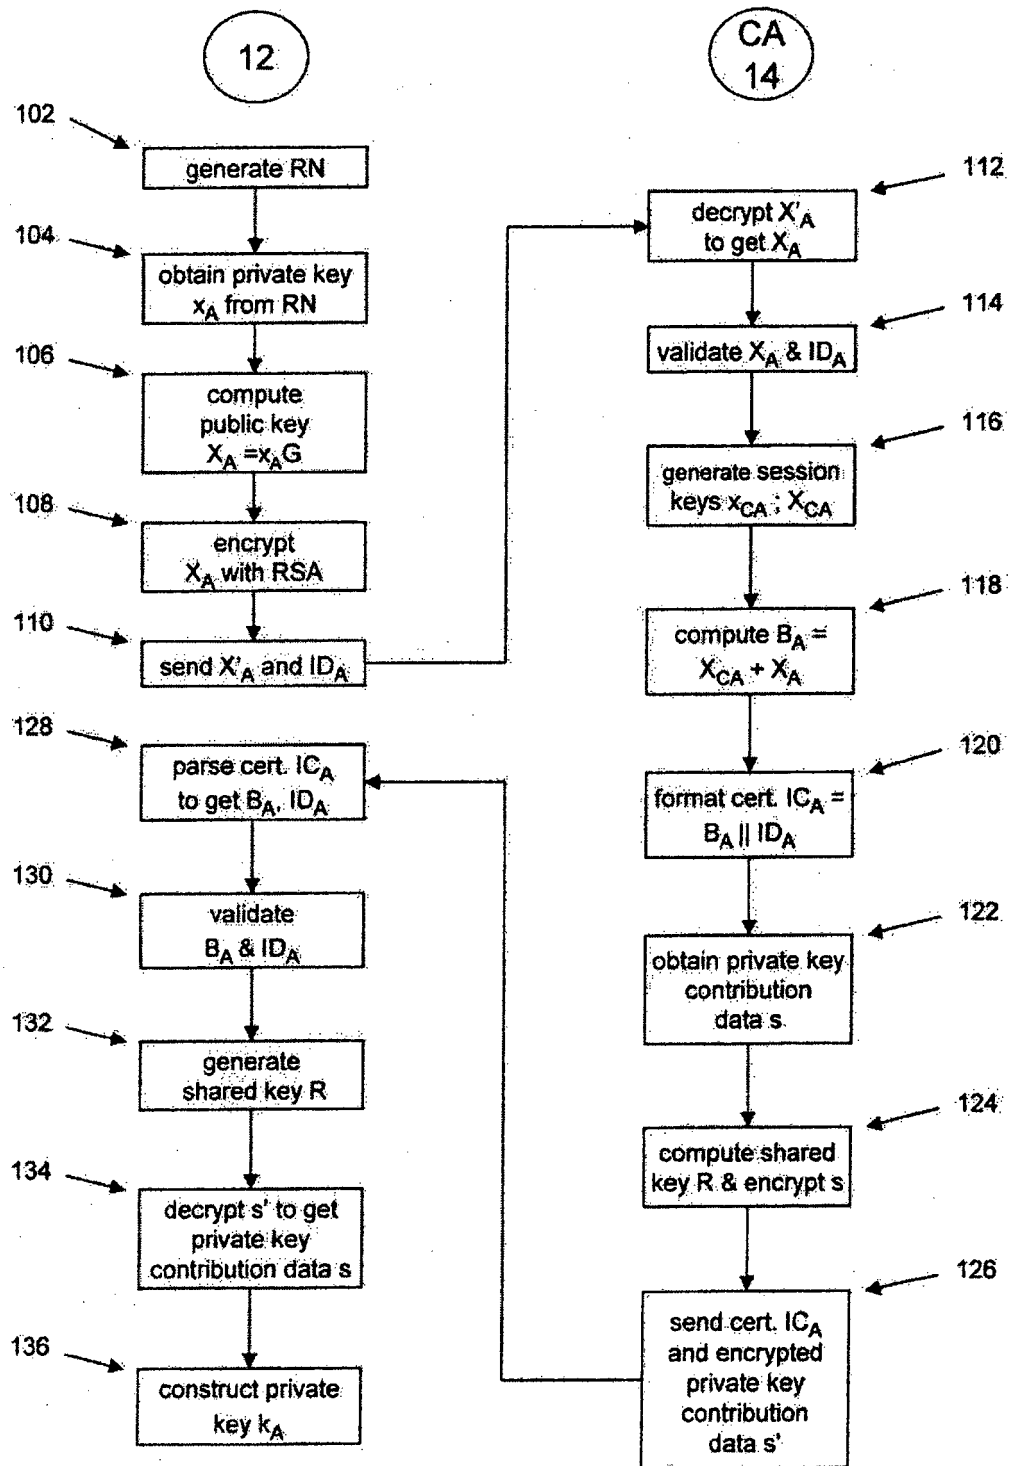 12
102
generate RN
104
obtain private key
xA from RN
106
compute
public key
XA =xAG
108
encrypt
XA with RSA
110
send X'A and IDA
128
parse cert. ICA
to get BA, IDA
130
validate
BA & IDA
132
generate
shared key R
134
decrypt s' to get
private key
contribution data s
136
construct private
key kA
CA
14
112
decrypt X'A
to get XA
114
validate XA & IDA
116
generate session
keys xCA ; XCA
118
compute BA =
XCA + XA
120
format cert. ICA =
BA || IDA
122
obtain private key
contribution
data s
124
compute shared
key R & encrypt s
126
send cert. ICA
and encrypted
private key
contribution
data s'